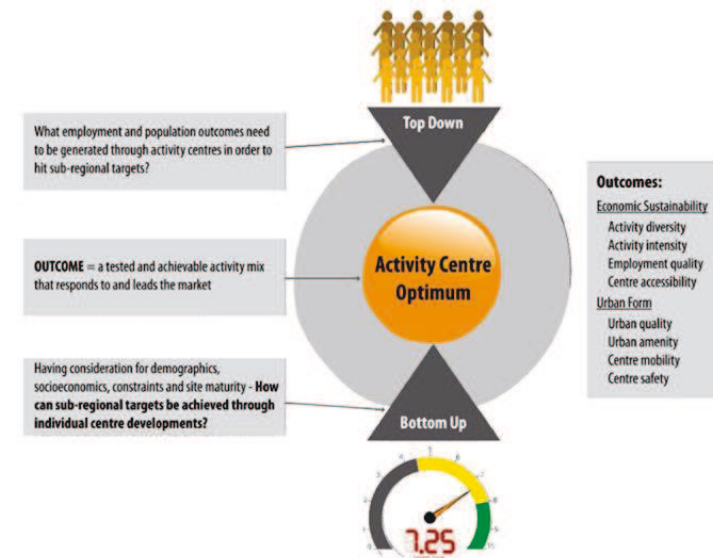 Top Down
What employment and population outcomes need
to be generated through activity centres in order to
hit sub-regional targets?
Outcomes:
Economic Sustainability
Activity diversity
Activity intensity
Employment quality
Centre accessibility
Urban Form
Urban quality
Urban amenity
Centre mobility
Centre safety
OUTCOME = a tested and achievable activity mix
that responds to and leads the market
Activity Centre
Optimum
Having consideration for demographics,
socioeconomics, constraints and site maturity - How
can sub-regional targets be achieved through
individual centre developments?
Bottom Up
7.25